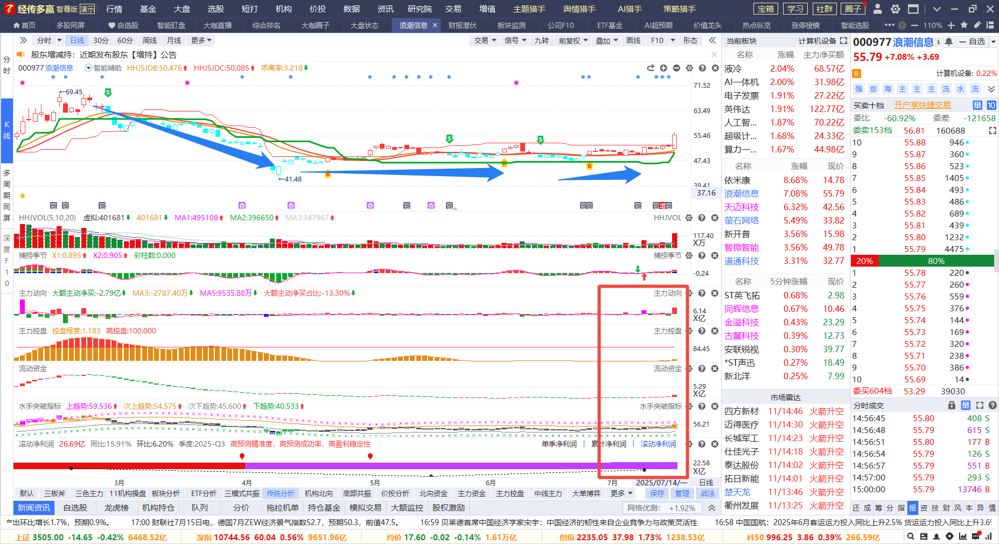 经传多赢 智尊版 演示 行情 基金 大盘 选股 短打 机构 价投 数据 资讯 研究院 交易 增值 主题猎手 舆情猎手 AI猎手 策略猎手 宝箱 学习 社群 圈子
首页 多股同屏 自选股 智能盯盘 大咖直播 综合排名 大咖圈子 大盘状态 浪潮信息 财报潜伏 板块监测 公司F10 ETF基金 AI超预期 价值龙头 热点纵览 涨停棱镜 智能选股 110%
分时 日线 30分 60分 周线 月线 更多 交易 信号 九转 前复权 叠加 画线 F10 形态
股东增减持：近期发布股东【增持】公告
000977 浪潮信息 智能辅助 HHJSJDB:50.476 HHJSJDC:50.085 乖离率:3.218
分时
K线
多周期同屏
深度F10
69.45
41.48
S
S
S
B
B
B
71.52
63.49
55.46
47.43
39.41
37.16
HHJVOL(5,10,20) 虚拟:401681 401681 MA1:495108 MA2:396650 MA3:347967 HHJVOL
117.40
X万
捕捞季节 X1:0.895 X2:0.905 彩柱数:0.000 捕捞季节
-0.24
主力动向 大额主动净买:-2.79亿 MA3:-2787.40万 MA5:9535.88万 大额主动净买占比:-13.30% 主力动向
6.14
X亿
主力控盘 控盘程度:1.183 高控盘:100.000 主力控盘
84.45
流动资金 流动资金
5.29
X亿
水手突破指标 上趋势:59.536 次上趋势:54.575 次下趋势:45.600 下趋势:40.533 水手突破指标
56.21
滚动净利润 26.69亿 同比:15.91% 环比:6.20% 季度:2025-Q3 高预测精准度，高预测成功率，高盈利稳定性 单季净利润 累计净利润 滚动净利润
22.58
X亿
3月 4月 5月 6月 7月 2025/07/14/一 日线
默认 三板斧 三色主力 11机构操盘 板块分析 ETF分析 三模式共振 传统分析 机构北向 底部共振 价投分析 北向资金 主力资金 主力控盘 中线主力 大单博弈 更多 保存 管理 战法
新闻资讯 自选股 龙虎榜 机构持仓 队列 分价 拖拉机单 持仓基金 模拟交易 大额监控 股权激励 网格优测： +1.92%
当前板块 计算机设备
名称 涨幅 主力净买额
液冷 2.04% 68.57亿
AI一体机 2.00% 31.98亿
电子发票 1.91% 27.22亿
英伟达 1.91% 122.77亿
人工智... 1.87% 70.22亿
超级计... 1.68% 24.33亿
算力一... 1.67% 44.98亿
名称 涨幅 现价
依米康 8.68% 14.78
浪潮信息 7.08% 55.79
天迈科技 6.32% 42.56
萤石网络 5.49% 33.82
新开普 3.56% 15.98
智微智能 3.56% 49.78
道通科技 3.31% 32.77
名称 5分钟涨幅 现价
ST英飞拓 0.68% 2.98
同辉信息 0.67% 10.46
金溢科技 0.43% 23.29
古鳌科技 0.39% 12.73
安联锐视 0.30% 39.77
*ST声迅 0.27% 18.49
新北洋 0.25% 7.99
市场雷达
四方新材 11/14:46 火箭升空
迈得医疗 11/14:30 火箭升空
长城军工 11/14:23 火箭升空
仕佳光子 11/14:18 火箭升空
泰达股份 11/14:02 火箭升空
拓日新能 11/14:01 火箭升空
楚天龙 11/13:46 火箭升空
衢州发展 11/13:25 火箭升空
000977 浪潮信息 自选
55.79 +7.08% +3.69
R 计算机设备: 0.22%
强 创 海 主 主 主 流 水 流
买卖十档 开户享快捷交易 量 10
委比 -60.92% 委差 -121658
委卖153档 56.81 160688
10 55.88 946
9 55.87 360
8 55.86 523
7 55.85 1405
6 55.84 493
5 55.83 486
4 55.82 689
3 55.81 439
2 55.80 1232
1 55.79 4475
20% 80%
1 55.78 220
2 55.77 260
3 55.76 559
4 55.75 376
5 55.74 144
6 55.73 169
7 55.72 320
8 55.71 238
9 55.70 386
10 55.69 14
委买604档 53.29 39030
分时成交 量
14:56:45 55.80 408 S
14:56:48 55.79 615 S
14:56:51 55.80 177 B
14:56:54 55.79 126 S
14:56:57 55.79 551 B
14:57:00 55.79 293 S
15:00:00 55.79 13746 B
还 成 筹 分 指 报 资 技 财 风 本 异 情
产出环比增长1.7%，预期0.9%。 17:00 财联社7月15日电，德国7月ZEW经济景气指数52.7，预期50.3，前值47.5。 16:59 贝莱德首席中国经济学家宋宇：中国经济的韧性来自企业竞争力与政策灵活性 16:58 中国国航：2025年6月客运运力投入同比上升2.5% 货运运力投入同比上升3.6%
上证 3505.00 -14.65 -0.42% 6468.52亿 深指 10744.56 60.04 0.56% 9651.96亿 均价 17.60 -0.02 -0.14% 1.61万亿 创指 2235.05 37.98 1.73% 1238.53亿 科50 996.25 3.86 0.39% 266.59亿